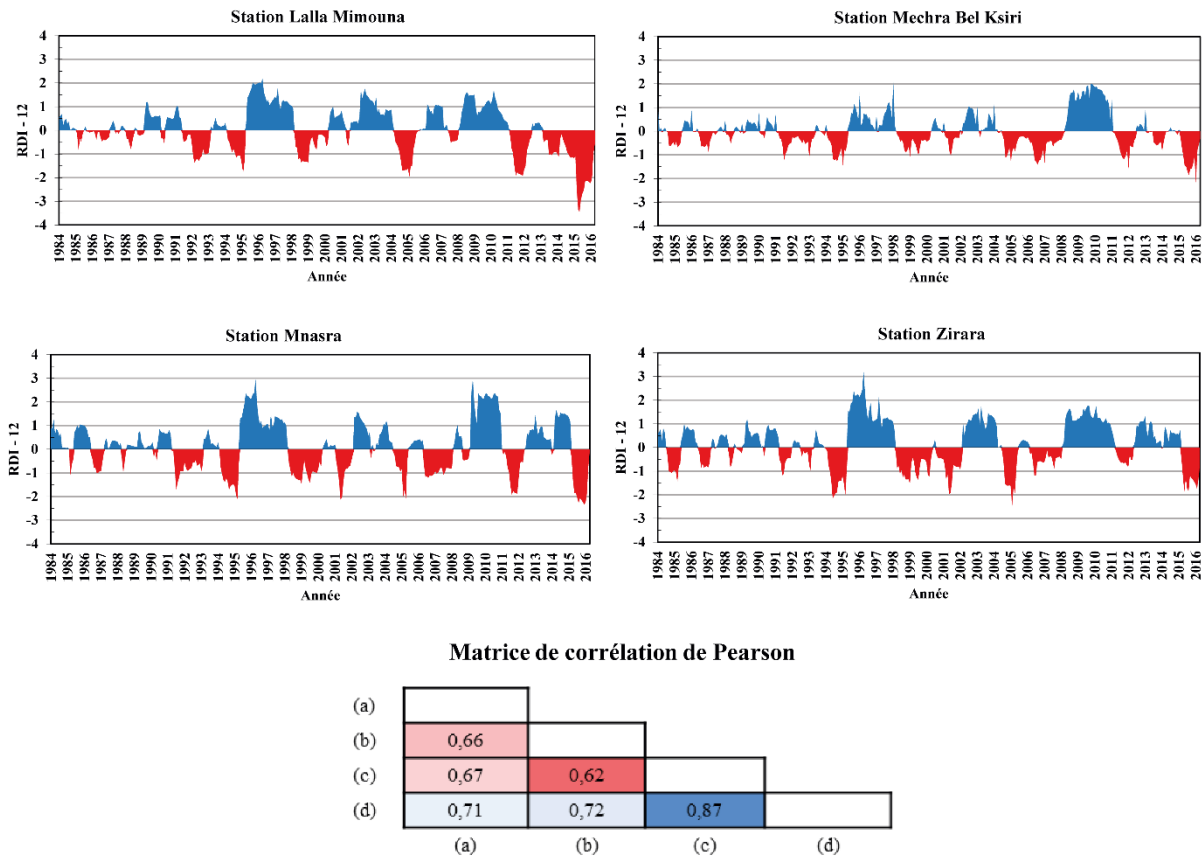 Station Lalla Mimouna
4
3
2
1
0
-1
-2
-3
-4
RDI - 12
1984 1985 1986 1987 1988 1989 1990 1991 1992 1993 1994 1995 1996 1997 1998 1999 2000 2001 2002 2003 2004 2005 2006 2007 2008 2009 2010 2011 2012 2013 2014 2015 2016
Année
Station Mechra Bel Ksiri
4
3
2
1
0
-1
-2
-3
-4
RDI - 12
1984 1985 1986 1987 1988 1989 1990 1991 1992 1993 1994 1995 1996 1997 1998 1999 2000 2001 2002 2003 2004 2005 2006 2007 2008 2009 2010 2011 2012 2013 2014 2015 2016
Année
Station Mnasra
4
3
2
1
0
-1
-2
-3
-4
RDI - 12
1984 1985 1986 1987 1988 1989 1990 1991 1992 1993 1994 1995 1996 1997 1998 1999 2000 2001 2002 2003 2004 2005 2006 2007 2008 2009 2010 2011 2012 2013 2014 2015 2016
Année
Station Zirara
4
3
2
1
0
-1
-2
-3
-4
RDI - 12
1984 1985 1986 1987 1988 1989 1990 1991 1992 1993 1994 1995 1996 1997 1998 1999 2000 2001 2002 2003 2004 2005 2006 2007 2008 2009 2010 2011 2012 2013 2014 2015 2016
Année
Matrice de corrélation de Pearson
(a)
(b) 0,66
(c) 0,67 0,62
(d) 0,71 0,72 0,87
(a) (b) (c) (d)